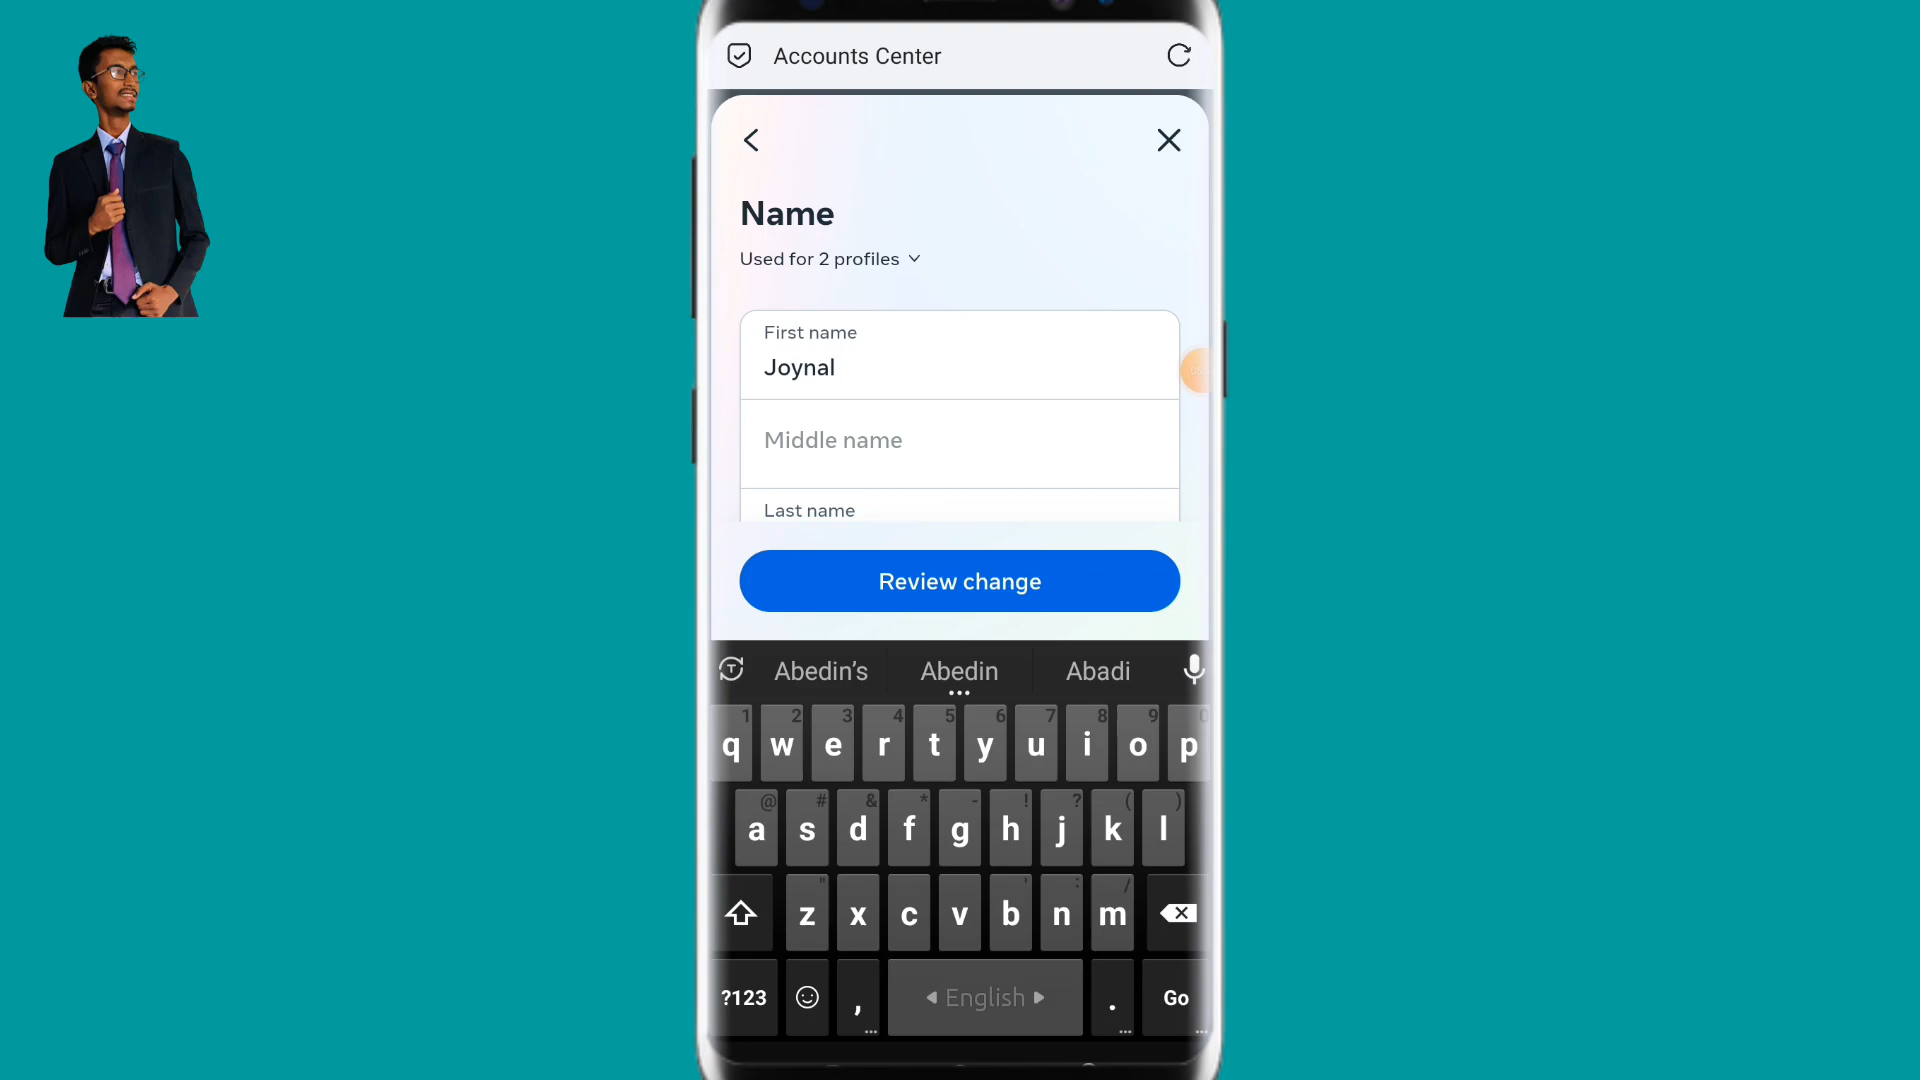 Accounts Center
Name
Used for 2 profiles
First name
Joynal
Middle name
Last name
Review change
Abedin's Abedin Abadi
1 2 3 4 5 6 7 8 9 0
q w e r t y u i o p
@ # & * - ! ? ( )
a s d f g h j k l
" ' : /
z x c v b n m
?123 , English . Go